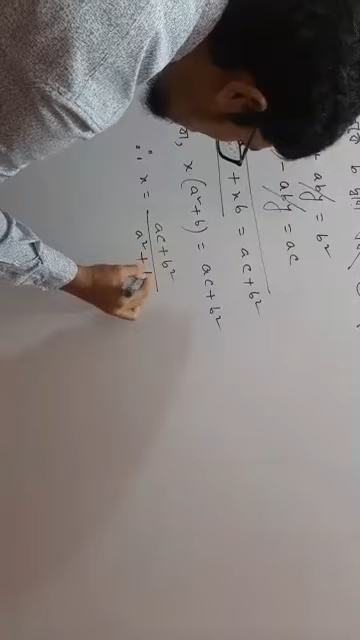 aby = b²
- aby = ac
+ xb = ac + b²
বা, x (a² + b) = ac + b²
∴ x = ac + b² / a² + b